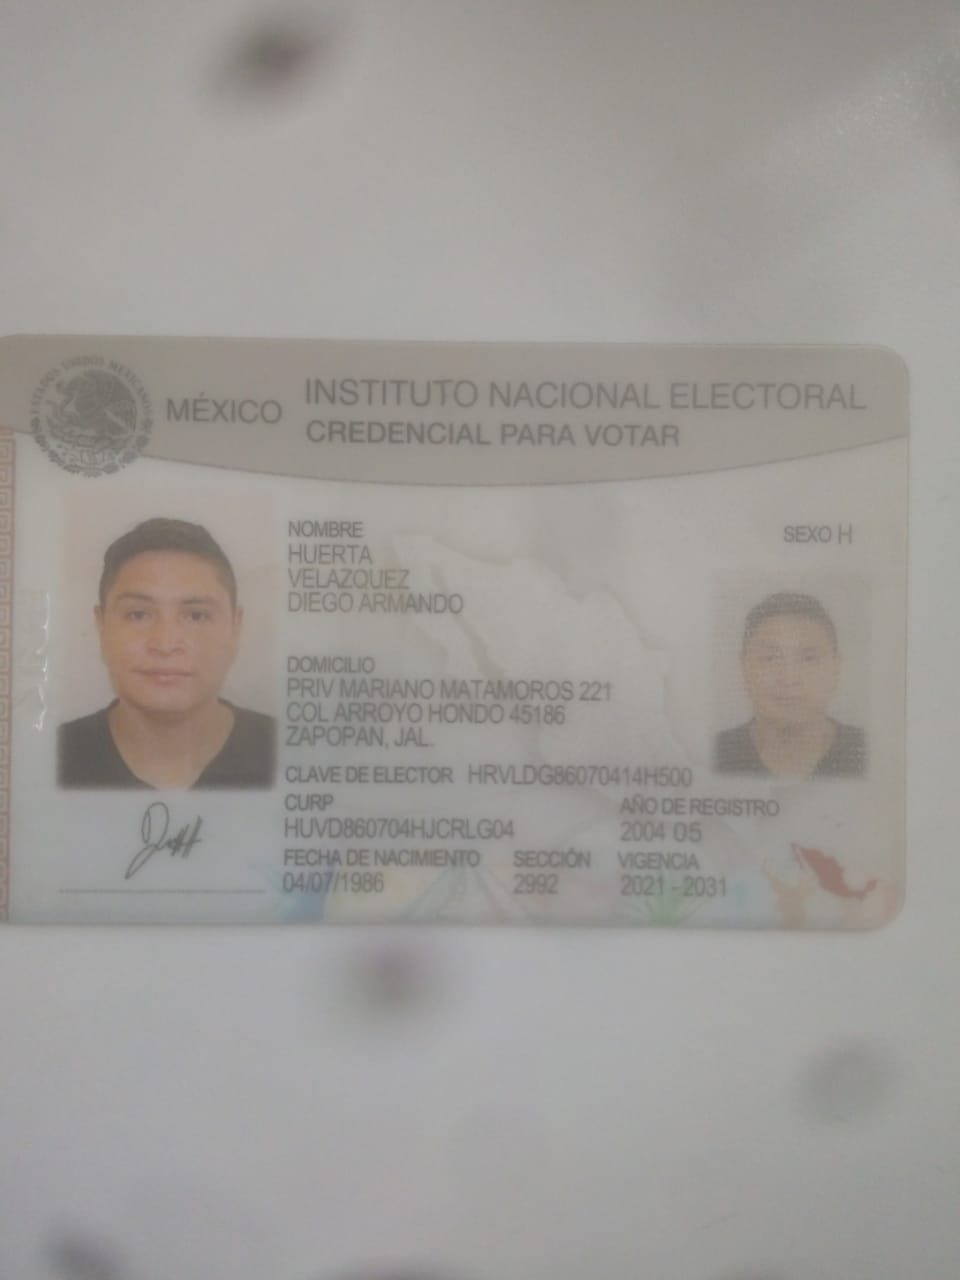 ESTADOS UNIDOS MEXICANOS
MÉXICO
INSTITUTO NACIONAL ELECTORAL
CREDENCIAL PARA VOTAR
NOMBRE
HUERTA
VELAZQUEZ
DIEGO ARMANDO
SEXO H
DOMICILIO
PRIV MARIANO MATAMOROS 221
COL ARROYO HONDO 45186
ZAPOPAN, JAL.
CLAVE DE ELECTOR HRVLDG86070414H500
CURP
HUVD860704HJCRLG04
AÑO DE REGISTRO
2004 05
FECHA DE NACIMIENTO
04/07/1986
SECCIÓN
2992
VIGENCIA
2021 - 2031